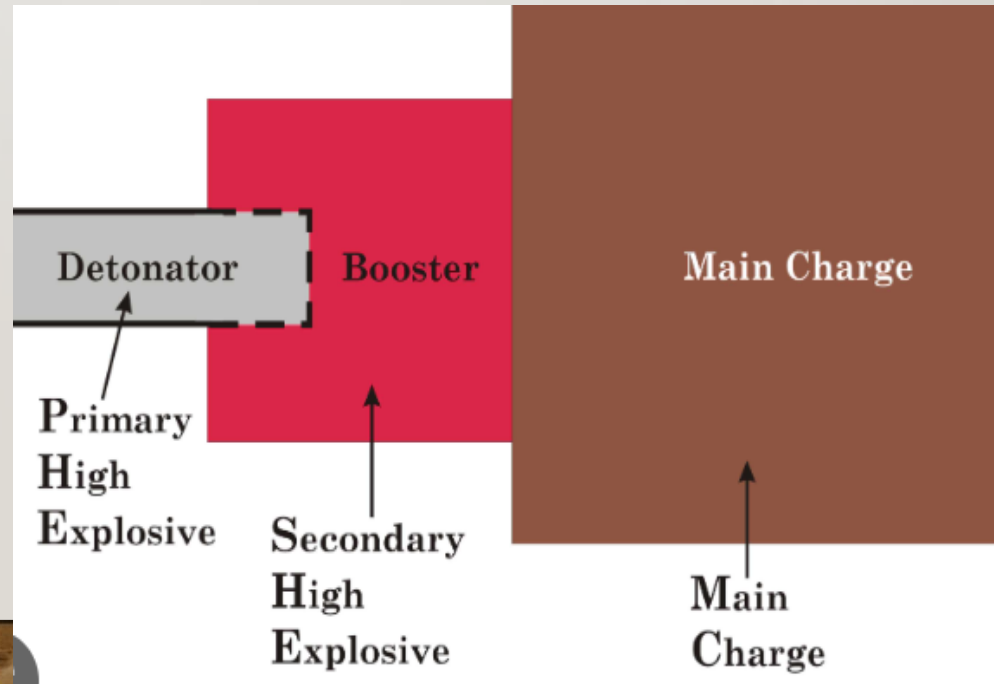 Detonator
Booster
Main Charge
Primary
High
Explosive
Secondary
High
Explosive
Main
Charge